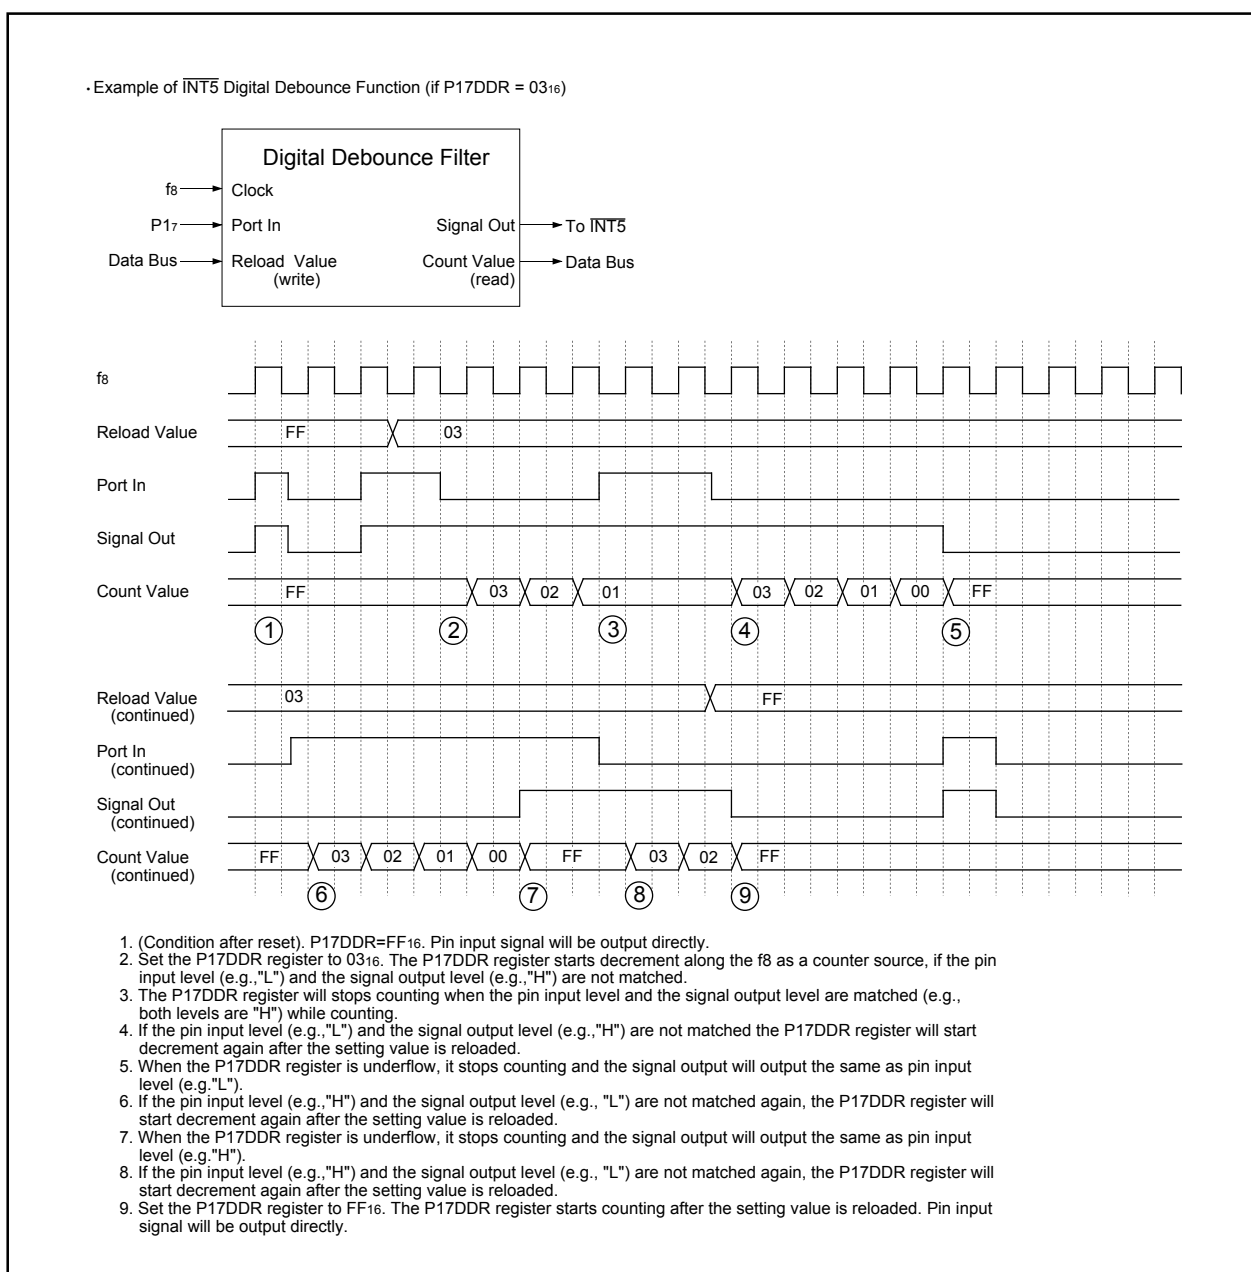 · Example of INT5 Digital Debounce Function (if P17DDR = 0316)
Digital Debounce Filter
f8
Clock
P17
Port In
Signal Out
To INT5
Data Bus
Reload Value
(write)
Count Value
(read)
Data Bus
f8
Reload Value
FF
03
Port In
Signal Out
Count Value
FF
03
02
01
03
02
01
00
FF
1
2
3
4
5
Reload Value
(continued)
03
FF
Port In
(continued)
Signal Out
(continued)
Count Value
(continued)
FF
03
02
01
00
FF
03
02
FF
6
7
8
9
1. (Condition after reset). P17DDR=FF16. Pin input signal will be output directly.
2. Set the P17DDR register to 0316. The P17DDR register starts decrement along the f8 as a counter source, if the pin
input level (e.g.,"L") and the signal output level (e.g.,"H") are not matched.
3. The P17DDR register will stops counting when the pin input level and the signal output level are matched (e.g.,
both levels are "H") while counting.
4. If the pin input level (e.g.,"L") and the signal output level (e.g.,"H") are not matched the P17DDR register will start
decrement again after the setting value is reloaded.
5. When the P17DDR register is underflow, it stops counting and the signal output will output the same as pin input
level (e.g."L").
6. If the pin input level (e.g.,"H") and the signal output level (e.g., "L") are not matched again, the P17DDR register will
start decrement again after the setting value is reloaded.
7. When the P17DDR register is underflow, it stops counting and the signal output will output the same as pin input
level (e.g."H").
8. If the pin input level (e.g.,"H") and the signal output level (e.g., "L") are not matched again, the P17DDR register will
start decrement again after the setting value is reloaded.
9. Set the P17DDR register to FF16. The P17DDR register starts counting after the setting value is reloaded. Pin input
signal will be output directly.